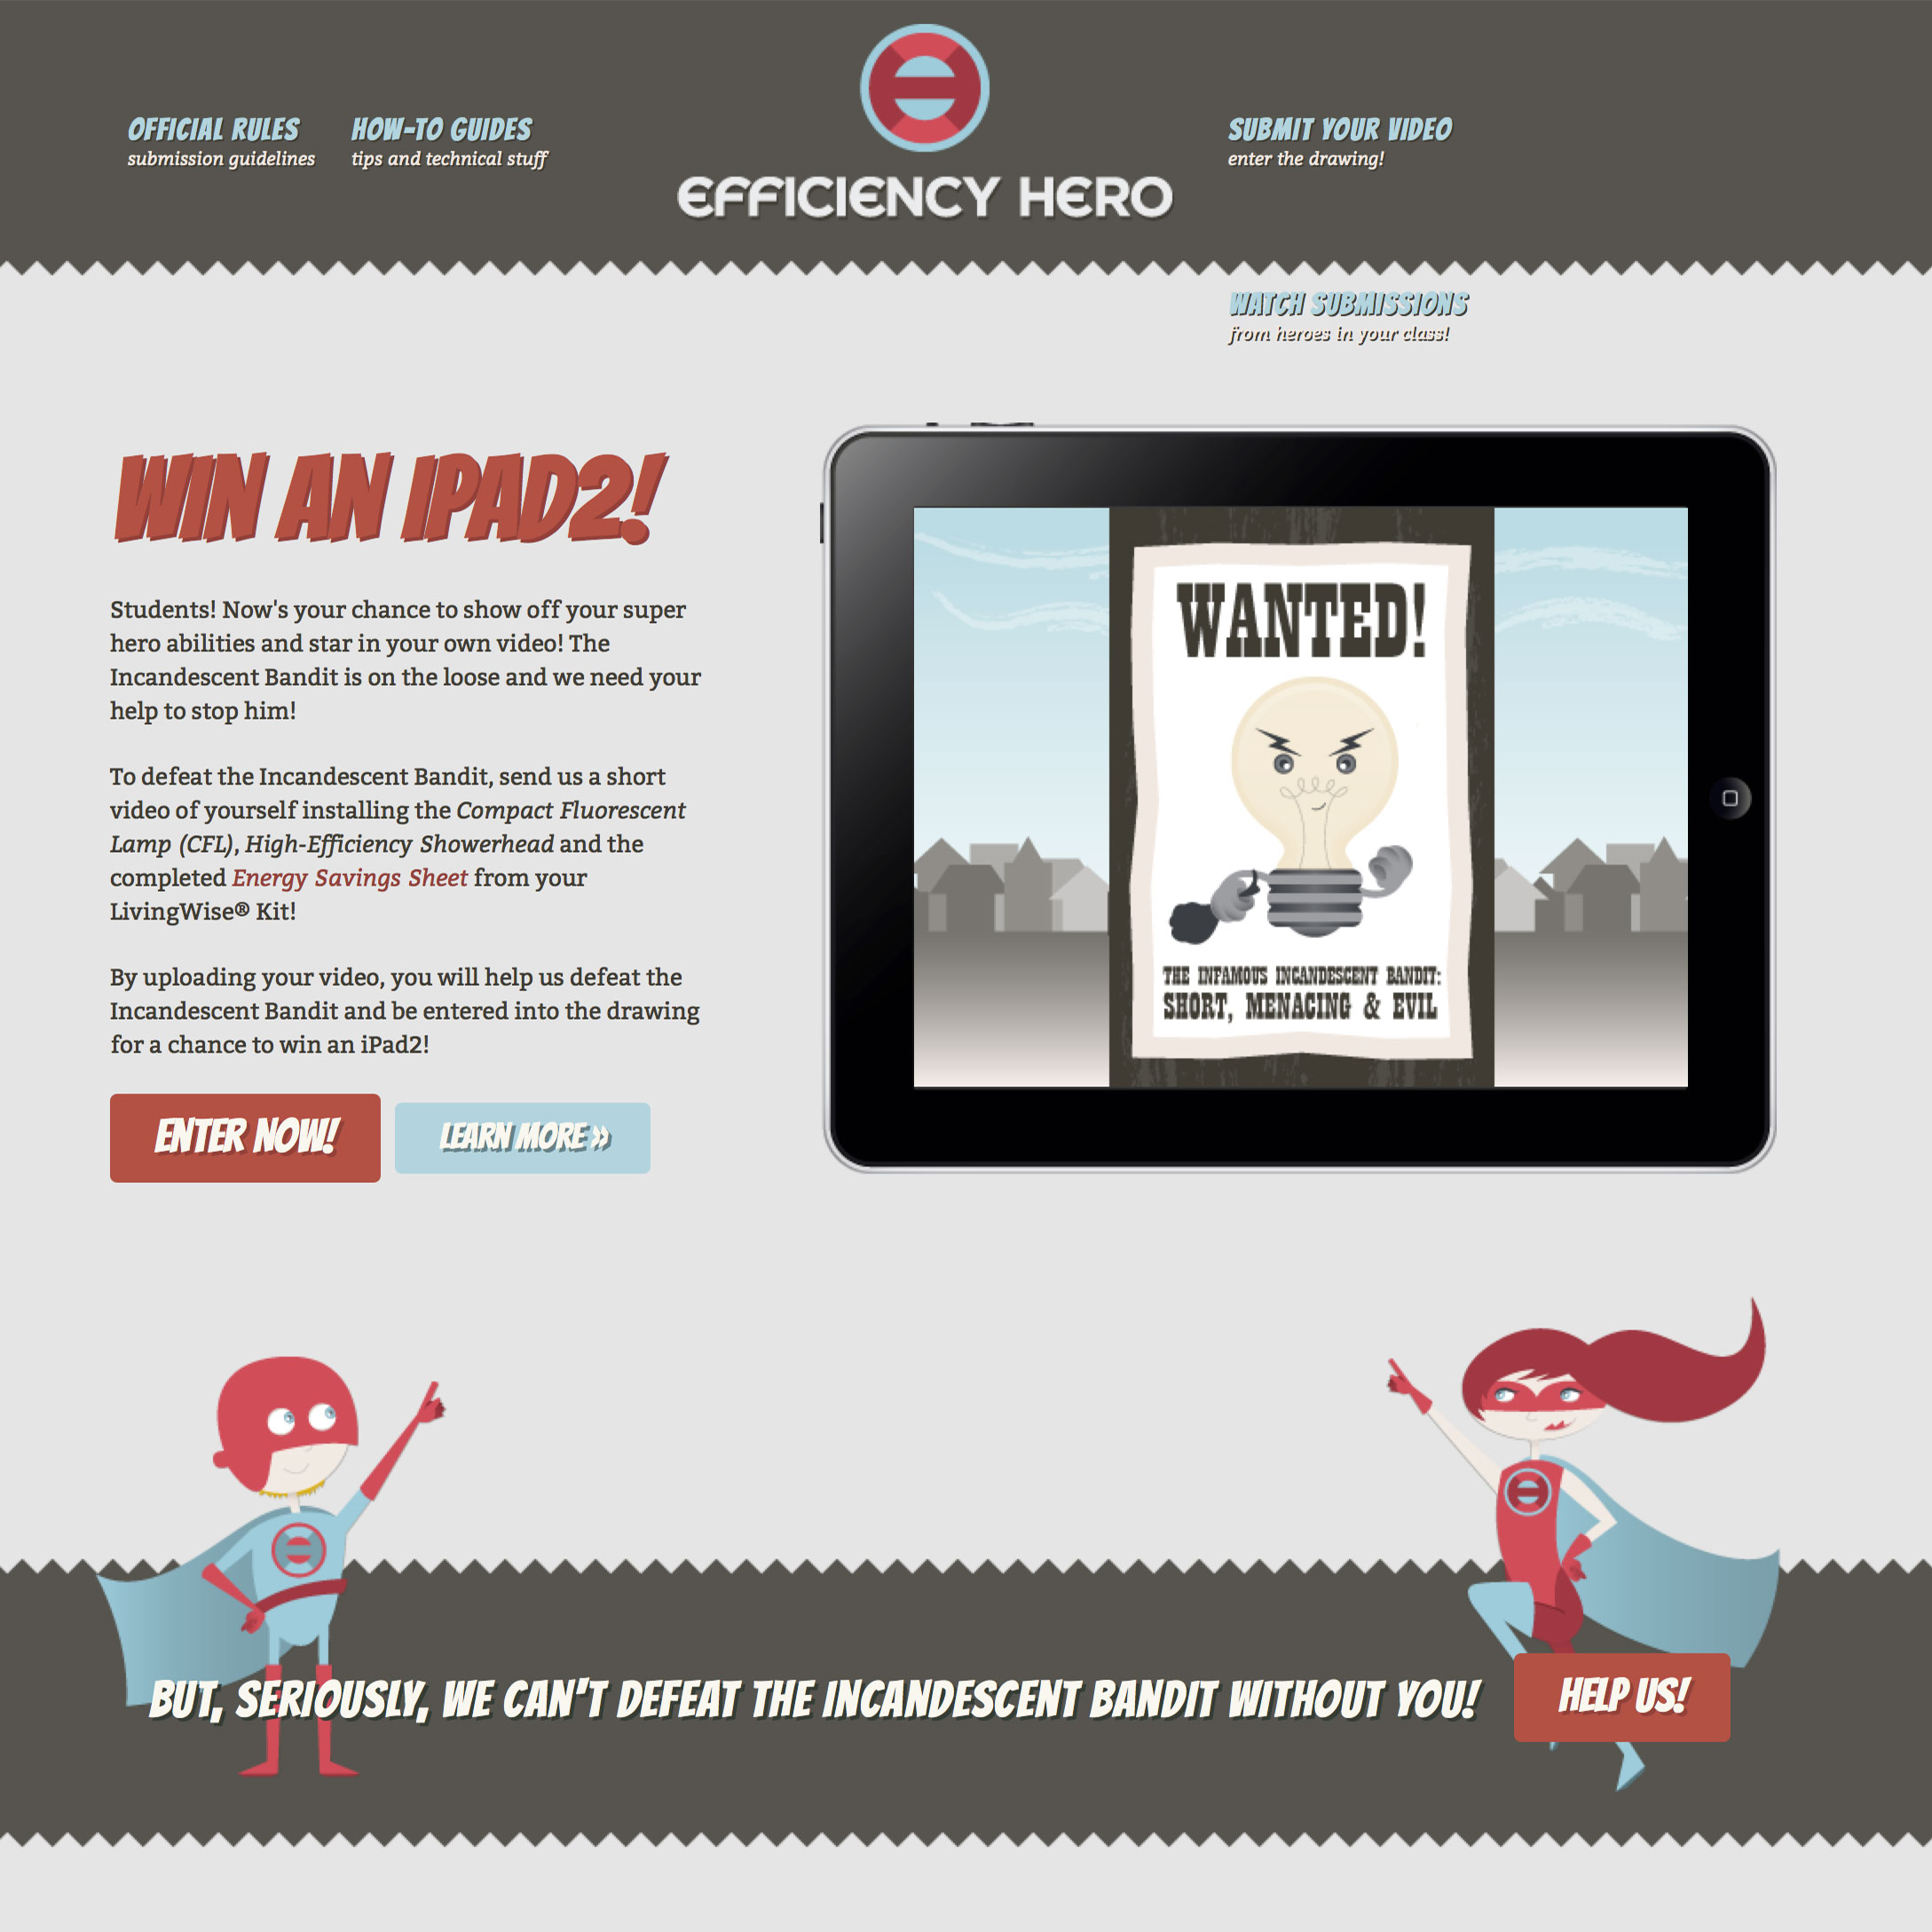 OFFICIAL RULES
submission guidelines
HOW-TO GUIDES
tips and technical stuff
EFFICIENCY HERO
SUBMIT YOUR VIDEO
enter the drawing!
WATCH SUBMISSIONS
from heroes in your class!
WIN AN IPAD2!
Students! Now's your chance to show off your super
hero abilities and star in your own video! The
Incandescent Bandit is on the loose and we need your
help to stop him!
To defeat the Incandescent Bandit, send us a short
video of yourself installing the Compact Fluorescent
Lamp (CFL), High-Efficiency Showerhead and the
completed Energy Savings Sheet from your
LivingWise® Kit!
By uploading your video, you will help us defeat the
Incandescent Bandit and be entered into the drawing
for a chance to win an iPad2!
ENTER NOW!
LEARN MORE »
WANTED!
THE INFAMOUS INCANDESCENT BANDIT:
SHORT, MENACING & EVIL
BUT, SERIOUSLY, WE CAN'T DEFEAT THE INCANDESCENT BANDIT WITHOUT YOU!
HELP US!